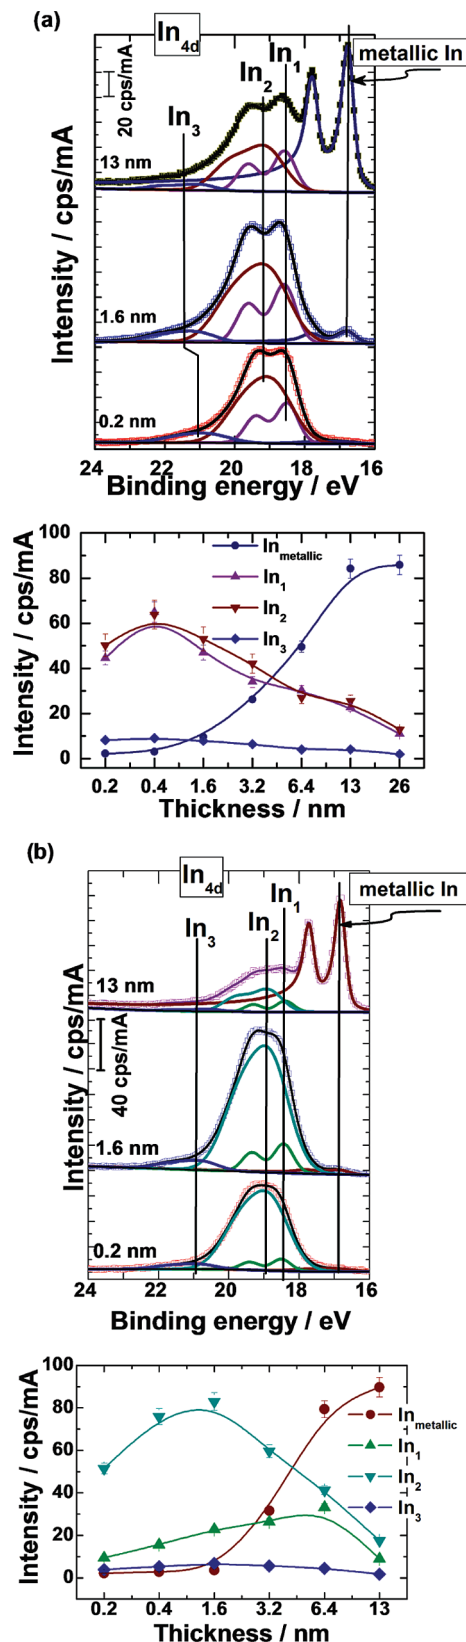 (a)
In4d
metallic In
20 cps/mA
In3
In2
In1
13 nm
1.6 nm
0.2 nm
Intensity / cps/mA
24 22 20 18 16
Binding energy / eV
100
80
60
40
20
0
Intensity / cps/mA
In metallic
In1
In2
In3
0.2 0.4 1.6 3.2 6.4 13 26
Thickness / nm
(b)
In4d
metallic In
In3
In2
In1
13 nm
40 cps/mA
1.6 nm
0.2 nm
Intensity / cps/mA
24 22 20 18 16
Binding energy / eV
100
80
60
40
20
0
Intensity / cps/mA
In metallic
In1
In2
In3
0.2 0.4 1.6 3.2 6.4 13
Thickness / nm